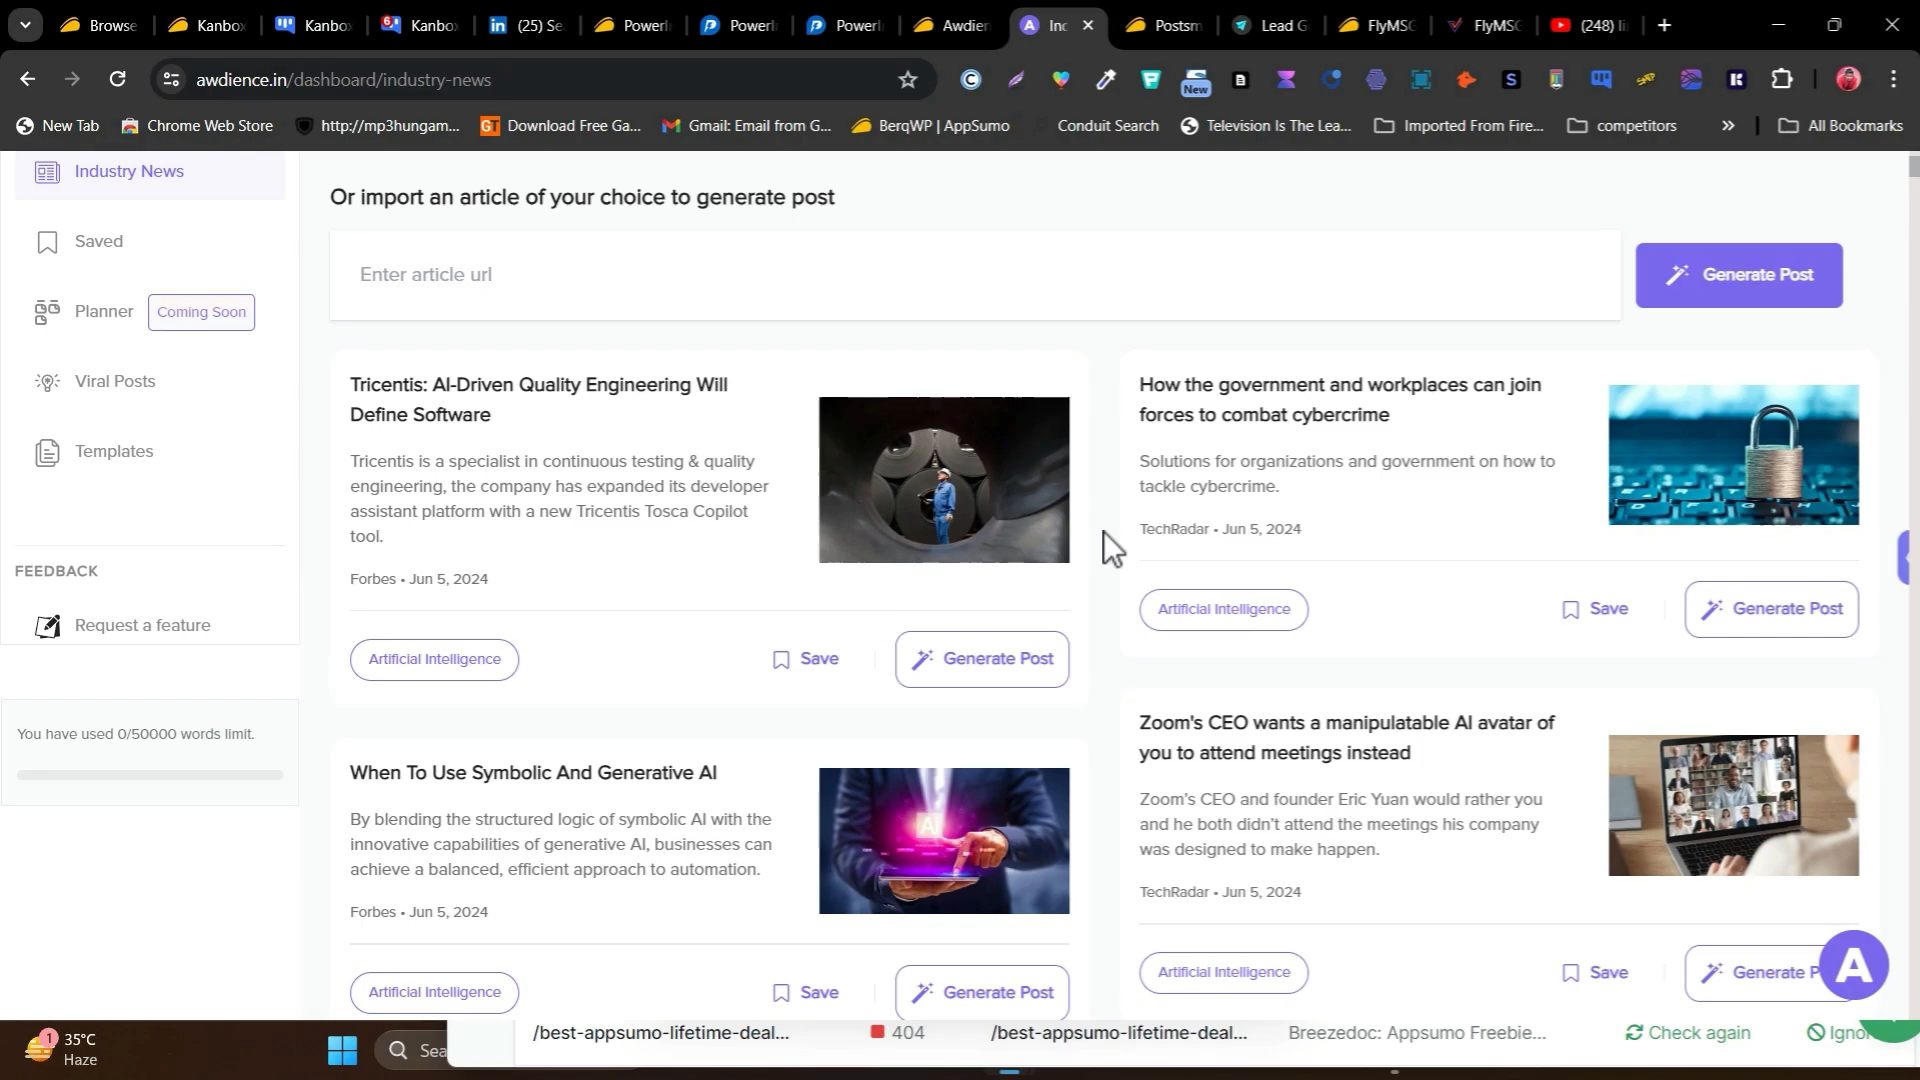 Browse
Kanbo
Kanbo
6
Kanbo
(25) Se
Powerl
Powerl
Powerl
Awdien
A
Inc
Postsm
Lead G
FlyMSG
FlyMSG
(248) li
awdience.in/dashboard/industry-news
New
New Tab
Chrome Web Store
http://mp3hungam...
GT
Download Free Ga...
Gmail: Email from G...
BerqWP | AppSumo
Conduit Search
Television Is The Lea...
Imported From Fire...
competitors
»
All Bookmarks
Industry News
Saved
Planner
Coming Soon
Viral Posts
Templates
FEEDBACK
Request a feature
You have used 0/50000 words limit.
Or import an article of your choice to generate post
Enter article url
Generate Post
Tricentis: AI-Driven Quality Engineering Will
Define Software
Tricentis is a specialist in continuous testing & quality
engineering, the company has expanded its developer
assistant platform with a new Tricentis Tosca Copilot
tool.
Forbes • Jun 5, 2024
Artificial Intelligence
Save
Generate Post
How the government and workplaces can join
forces to combat cybercrime
Solutions for organizations and government on how to
tackle cybercrime.
TechRadar • Jun 5, 2024
Artificial Intelligence
Save
Generate Post
When To Use Symbolic And Generative AI
By blending the structured logic of symbolic AI with the
innovative capabilities of generative AI, businesses can
achieve a balanced, efficient approach to automation.
Forbes • Jun 5, 2024
AI
Artificial Intelligence
Save
Generate Post
Zoom's CEO wants a manipulatable AI avatar of
you to attend meetings instead
Zoom's CEO and founder Eric Yuan would rather you
and he both didn't attend the meetings his company
was designed to make happen.
TechRadar • Jun 5, 2024
Artificial Intelligence
Save
Generate P
A
1
35°C
Haze
Sea
/best-appsumo-lifetime-deal...
404
/best-appsumo-lifetime-deal...
Breezedoc: Appsumo Freebie...
Check again
Ignor